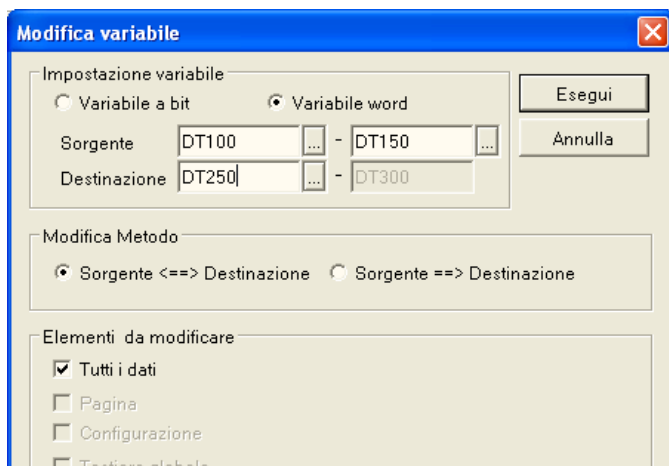 Modifica variabile
Impostazione variabile
Variabile a bit Variabile word
Sorgente DT100 ... - DT150 ...
Destinazione DT250 ... - DT300
Esegui
Annulla
Modifica Metodo
Sorgente <==> Destinazione Sorgente ==> Destinazione
Elementi da modificare
Tutti i dati
Pagina
Configurazione